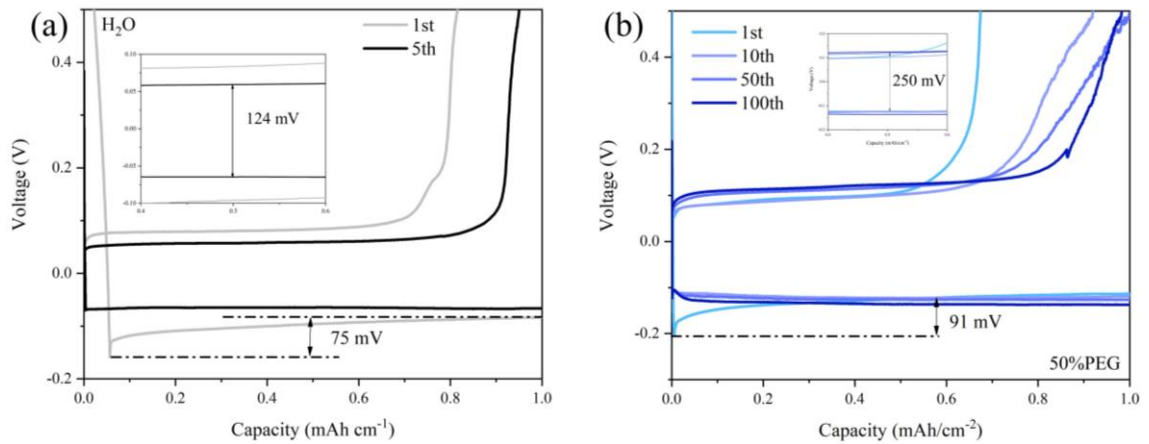 (a)
H₂O
1st
5th
0.4
0.2
0.0
-0.2
Voltage (V)
0.10
0.05
0.00
-0.10
0.4
0.5
0.6
124 mV
75 mV
0.0 0.2 0.4 0.6 0.8 1.0
Capacity (mAh cm⁻¹)
(b)
1st
10th
50th
100th
0.4
0.2
0.0
-0.2
Voltage (V)
250 mV
Capacity (mAh/cm⁻²)
91 mV
50%PEG
0.0 0.2 0.4 0.6 0.8 1.0
Capacity (mAh/cm⁻²)